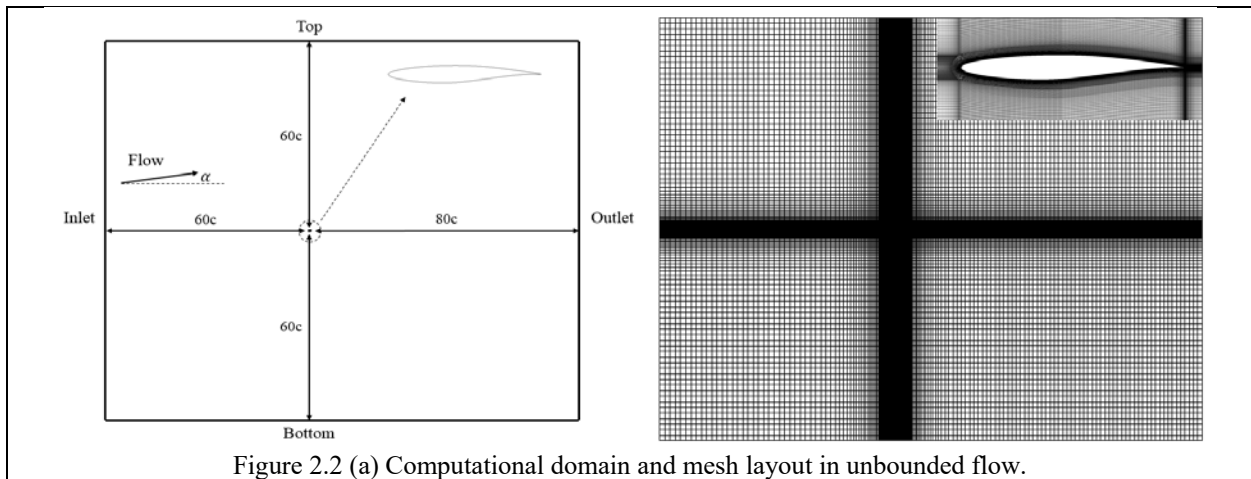 Top
60c
Flow
α
Inlet
60c
80c
Outlet
60c
Bottom
Figure 2.2 (a) Computational domain and mesh layout in unbounded flow.